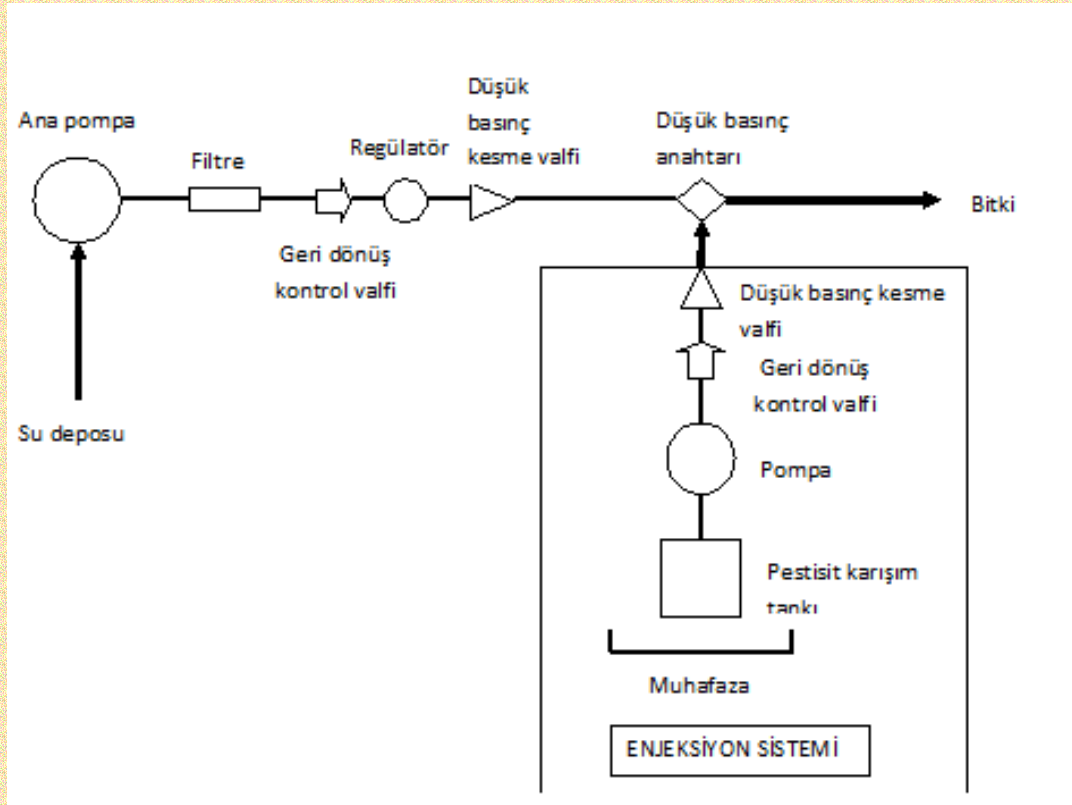 Ana pompa
Filtre
Geri dönüş
kontrol valfi
Regülatör
Düşük
basınç
kesme valfi
Düşük basınç
anahtarı
Bitki
Su deposu
Düşük basınç kesme
valfi
Geri dönüş
kontrol valfi
Pompa
Pestisit karışım
tankı
Muhafaza
ENJEKSİYON SİSTEMİ